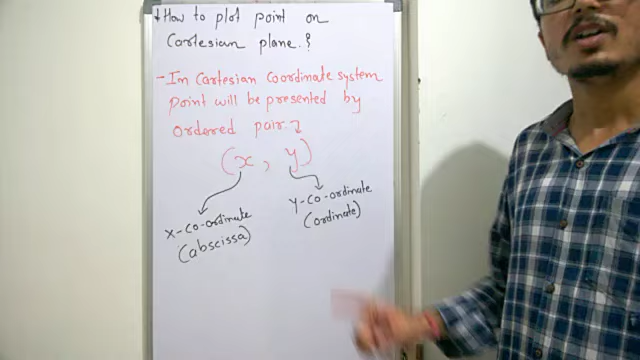 How to plot point on
Cartesian plane.?
- In Cartesian Coordinate system
point will be presented by
ordered pair.
(x, y)
X-co-ordinate
(abscissa)
Y-co-ordinate
(ordinate)